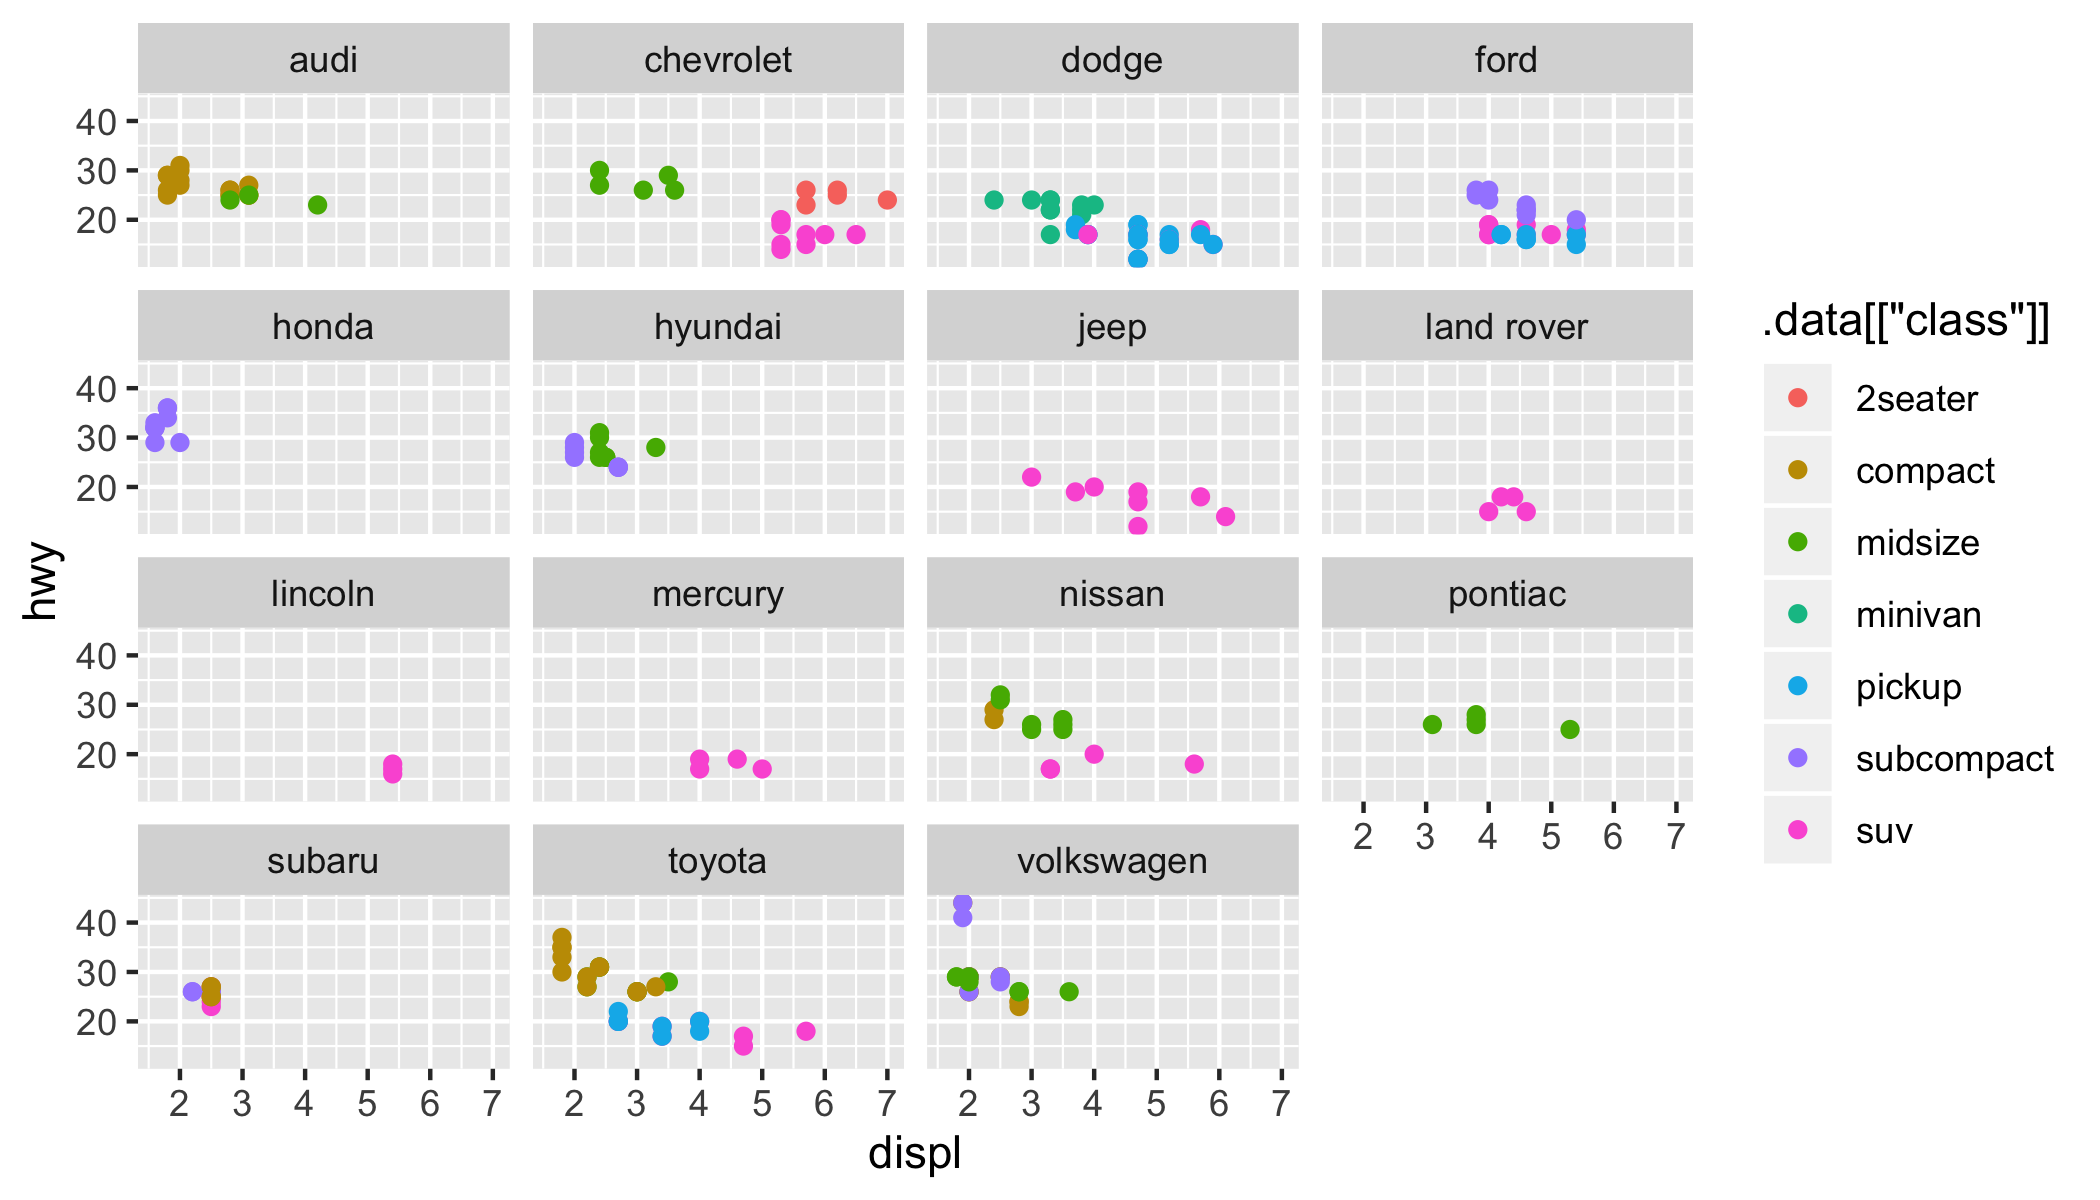 audi chevrolet dodge ford
40
30
20
honda hyundai jeep land rover
40
30
20
lincoln mercury nissan pontiac
40
30
20
2 3 4 5 6 7
subaru toyota volkswagen
40
30
20
2 3 4 5 6 7 2 3 4 5 6 7 2 3 4 5 6 7
displ
hwy
.data[["class"]]
2seater
compact
midsize
minivan
pickup
subcompact
suv